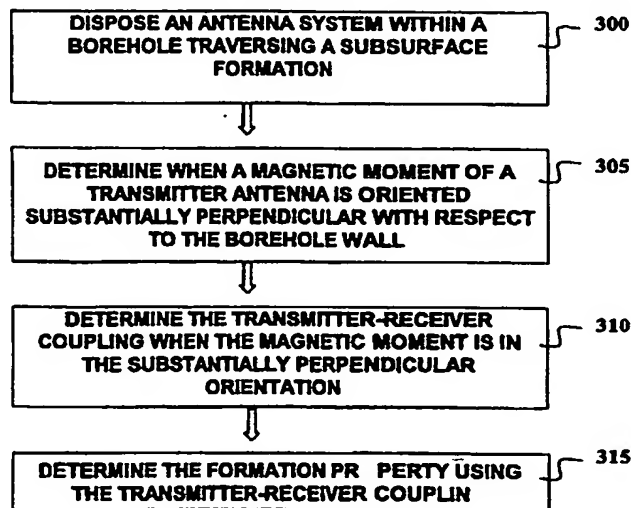 DISPOSE AN ANTENNA SYSTEM WITHIN A
BOREHOLE TRAVERSING A SUBSURFACE
FORMATION
300
DETERMINE WHEN A MAGNETIC MOMENT OF A
TRANSMITTER ANTENNA IS ORIENTED
SUBSTANTIALLY PERPENDICULAR WITH RESPECT
TO THE BOREHOLE WALL
305
DETERMINE THE TRANSMITTER-RECEIVER
COUPLING WHEN THE MAGNETIC MOMENT IS IN
THE SUBSTANTIALLY PERPENDICULAR
ORIENTATION
310
DETERMINE THE FORMATION PR PERTY USING
THE TRANSMITTER-RECEIVER COUPLIN
315